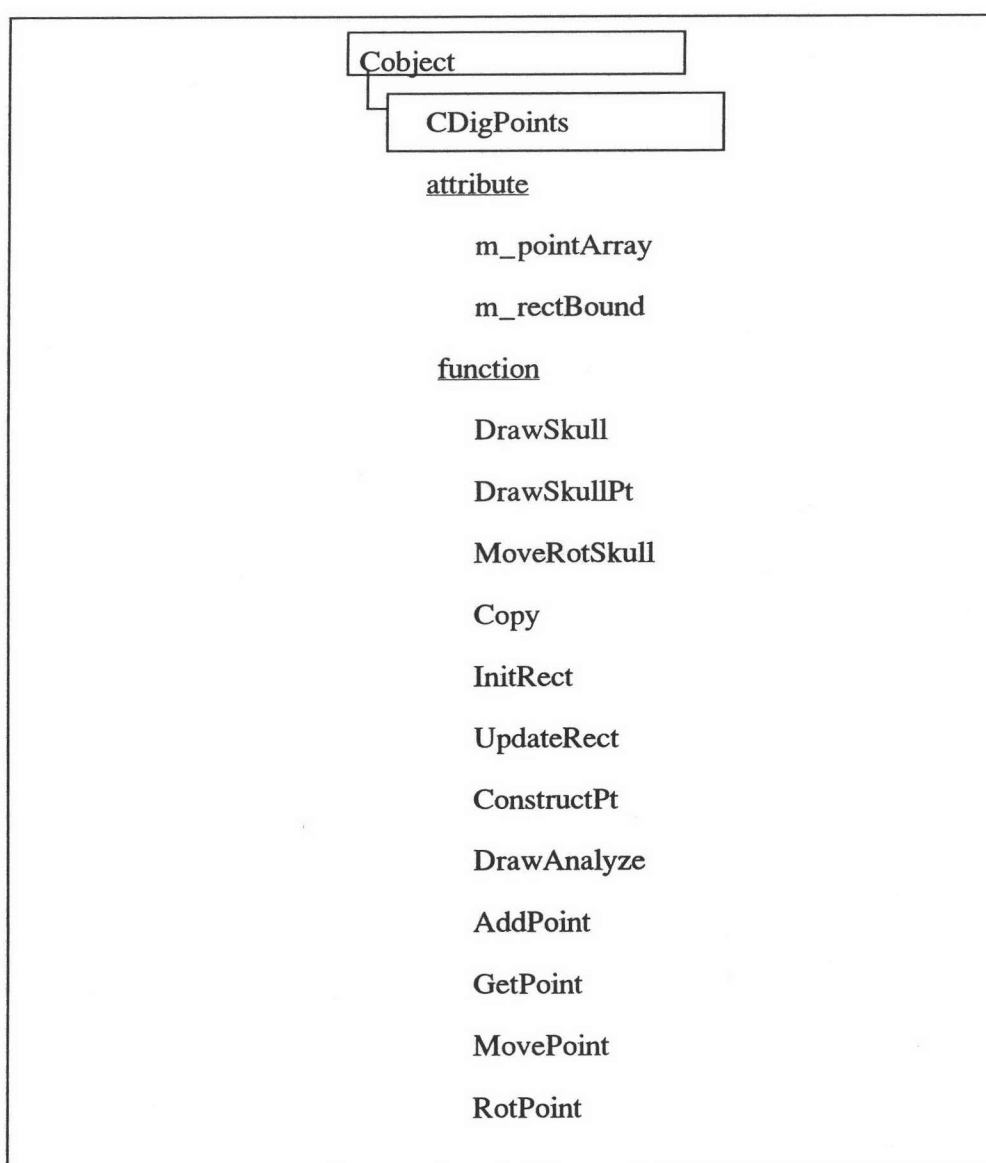 Cobject
CDigPoints
attribute
m_pointArray
m_rectBound
function
DrawSkull
DrawSkullPt
MoveRotSkull
Copy
InitRect
UpdateRect
ConstructPt
DrawAnalyze
AddPoint
GetPoint
MovePoint
RotPoint